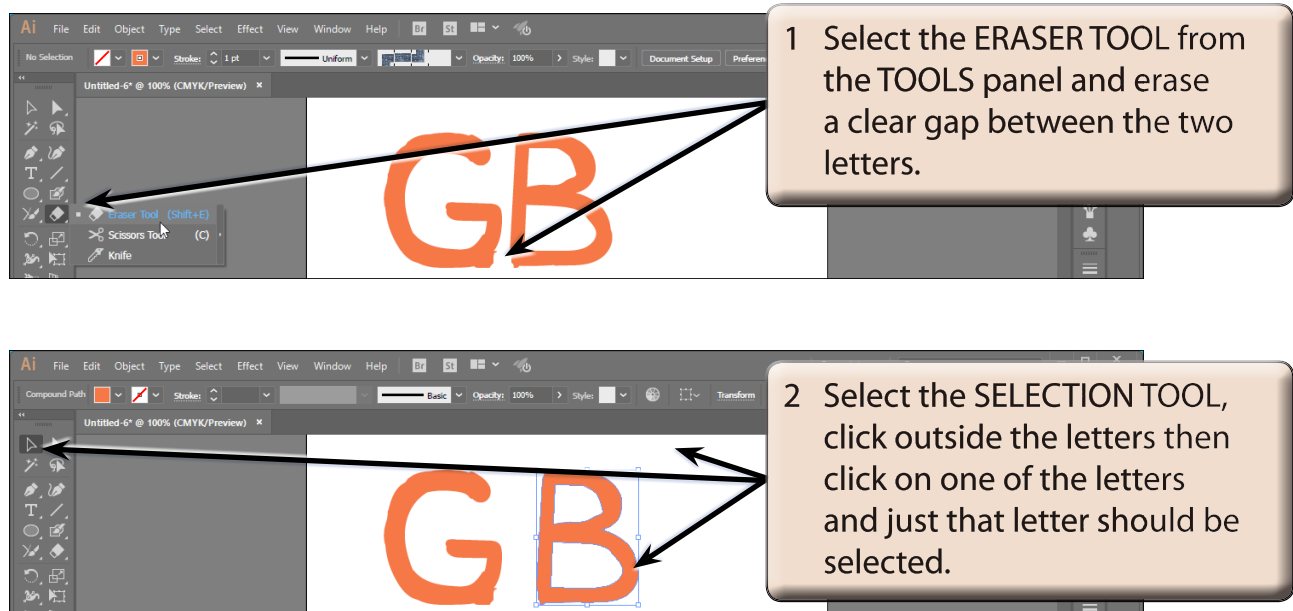 Ai File Edit Object Type Select Effect View Window Help Br St
No Selection Stroke: 1 pt Uniform Opacity: 100% Style: Document Setup Preferen
Untitled-6* @ 100% (CMYK/Preview) ×
GB
Eraser Tool (Shift+E)
Scissors Tool (C)
Knife
1 Select the ERASER TOOL from
the TOOLS panel and erase
a clear gap between the two
letters.
Ai File Edit Object Type Select Effect View Window Help Br St
Compound Path Stroke: Basic Opacity: 100% Style: Transform
Untitled-6* @ 100% (CMYK/Preview) ×
G B
2 Select the SELECTION TOOL,
click outside the letters then
click on one of the letters
and just that letter should be
selected.